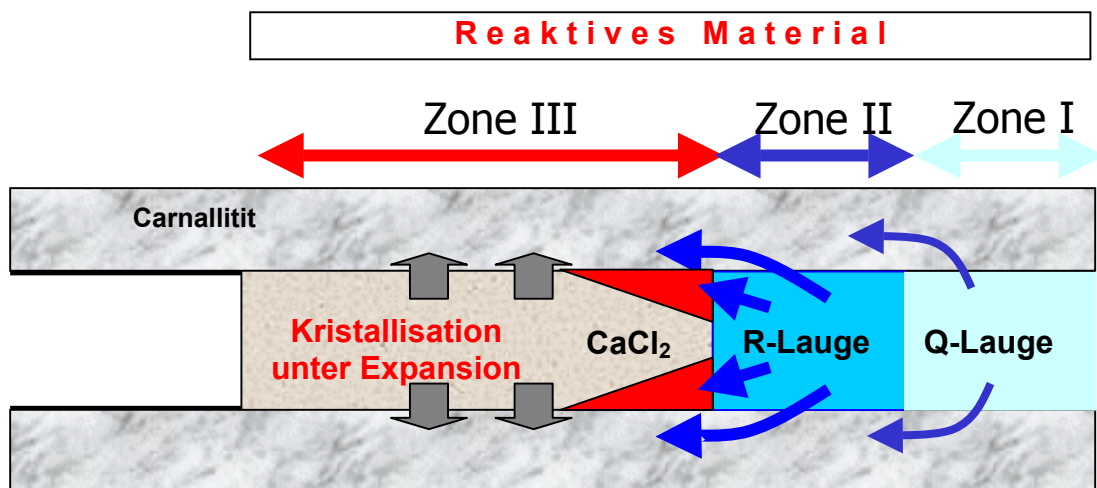 Reaktives Material
Zone III
Zone II
Zone I
Carnallitit
Kristallisation
unter Expansion
CaCl₂
R-Lauge
Q-Lauge